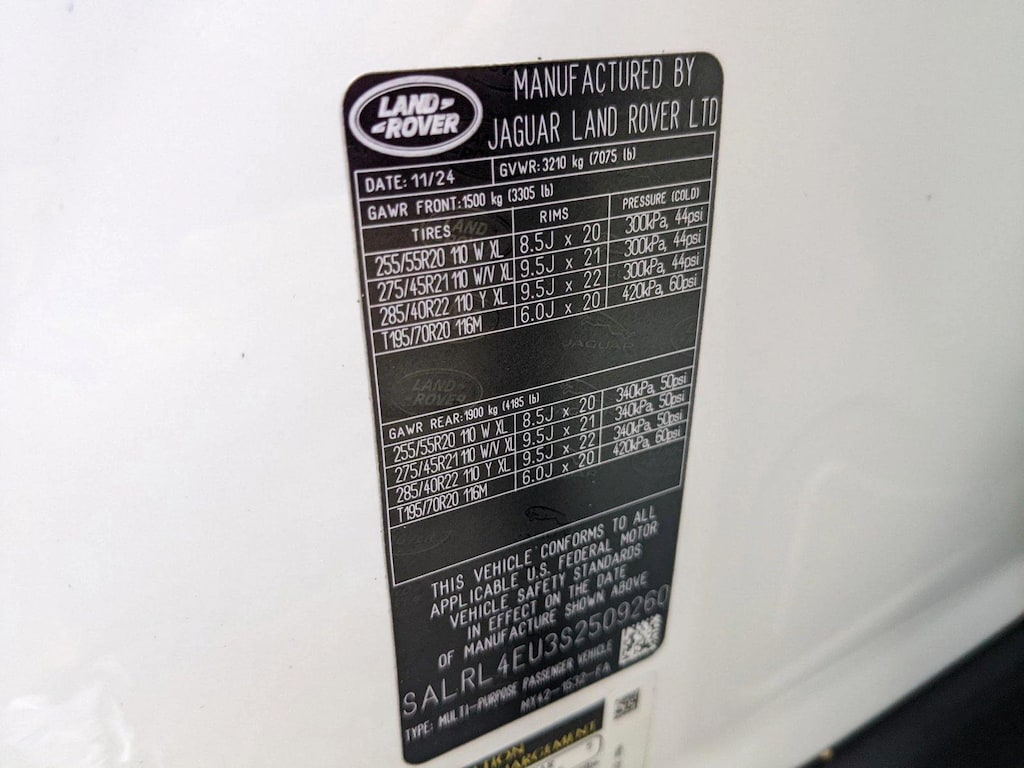 LAND
ROVER
MANUFACTURED BY
JAGUAR LAND ROVER LTD
DATE: 11/24
GVWR: 3210 kg (7075 lb)
GAWR FRONT: 1500 kg (3305 lb)
TIRES RIMS PRESSURE (COLD)
255/55R20 110 W XL 8.5J x 20 300kPa, 44psi
275/45R21 110 W/V XL 9.5J x 21 300kPa, 44psi
285/40R22 110 Y XL 9.5J x 22 300kPa, 44psi
T195/70R20 116M 6.0J x 20 420kPa, 60psi
JAGUAR
LAND
ROVER
GAWR REAR: 1900 kg (4185 lb)
255/55R20 110 W XL 8.5J x 20 340kPa, 50psi
275/45R21 110 W/V XL 9.5J x 21 340kPa, 50psi
285/40R22 110 Y XL 9.5J x 22 340kPa, 50psi
T195/70R20 116M 6.0J x 20 420kPa, 60psi
THIS VEHICLE CONFORMS TO ALL
APPLICABLE U.S. FEDERAL MOTOR
VEHICLE SAFETY STANDARDS
IN EFFECT ON THE DATE
OF MANUFACTURE SHOWN ABOVE
SALRL4EU3S2509260
TYPE: MULTI-PURPOSE PASSENGER VEHICLE